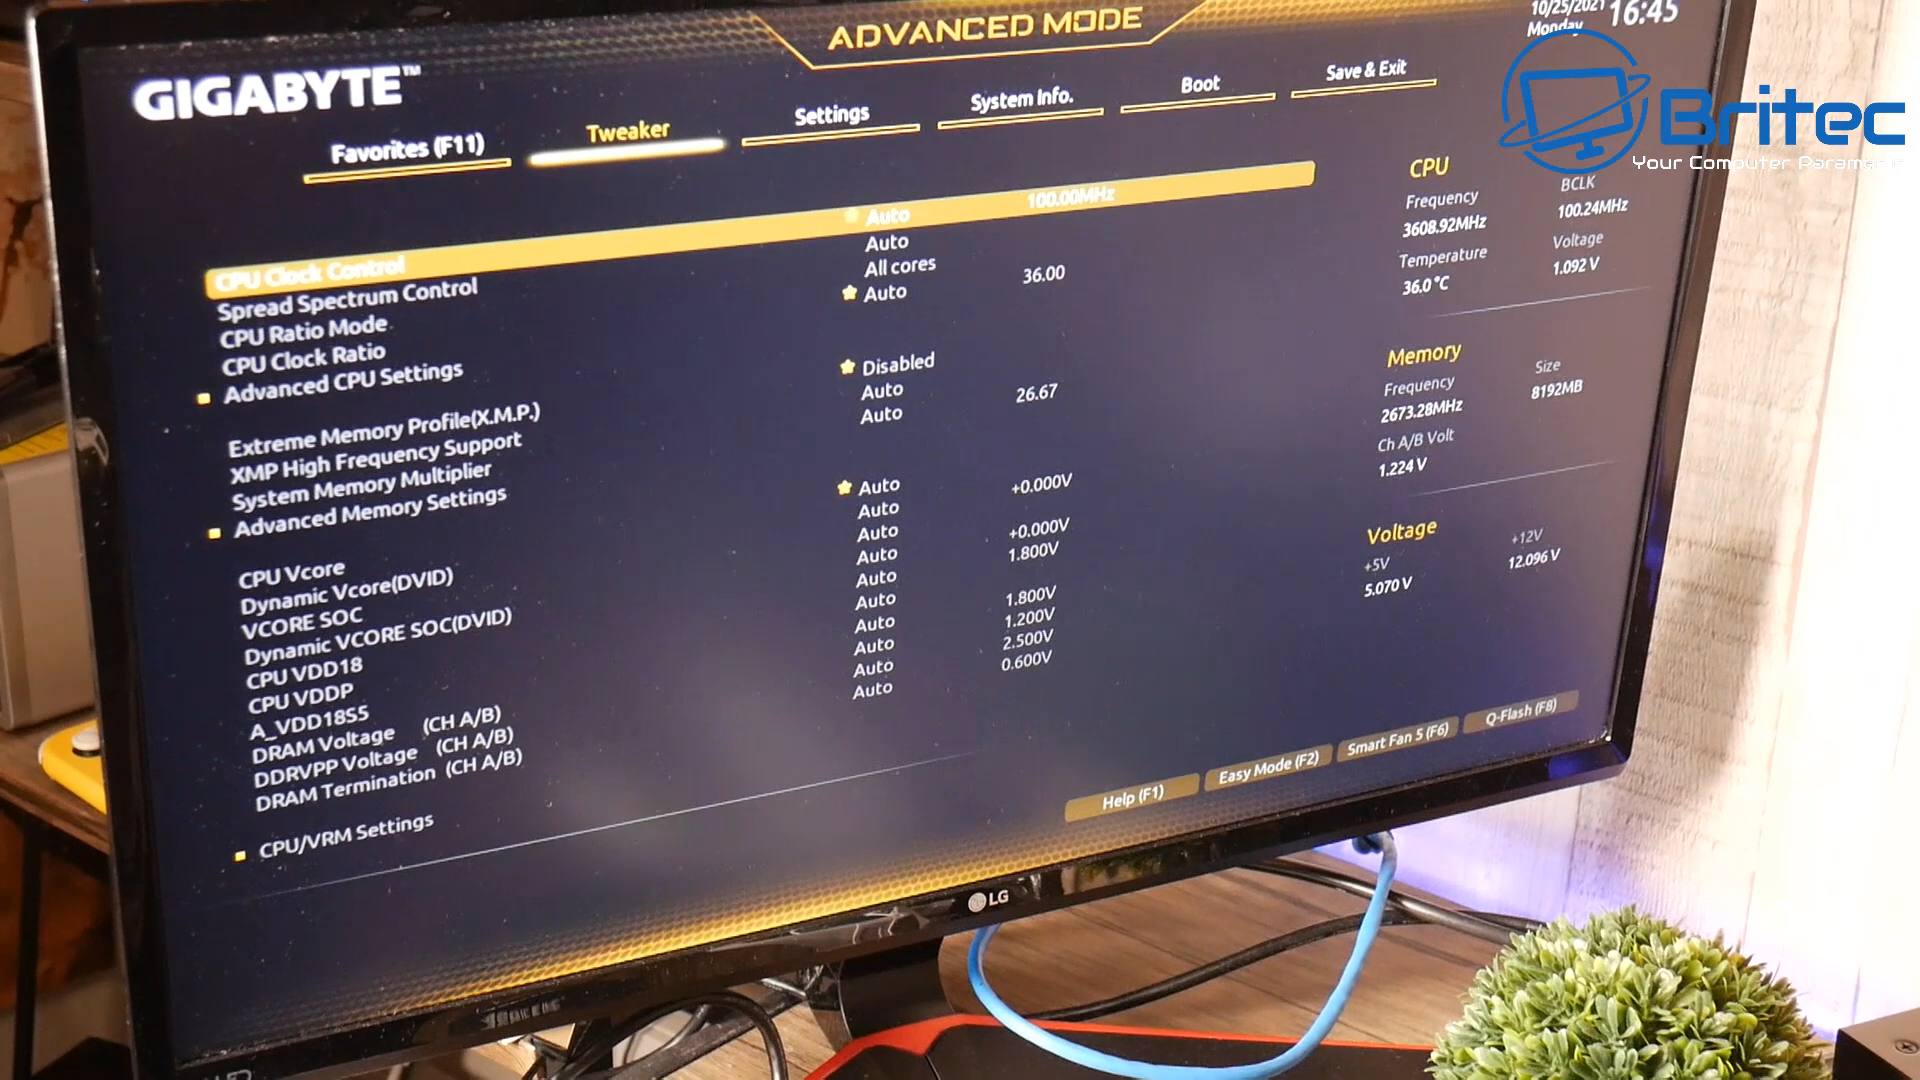 ADVANCED MODE
10/25/2021
Monday
16:45
GIGABYTE™
Favorites (F11)
Tweaker
Settings
System Info.
Boot
Save & Exit
Britec
Your Computer
CPU Clock Control Auto 100.00MHz
Spread Spectrum Control Auto
CPU Ratio Mode All cores
CPU Clock Ratio Auto 36.00
Advanced CPU Settings
Extreme Memory Profile(X.M.P.) Disabled
XMP High Frequency Support Auto
System Memory Multiplier Auto 26.67
Advanced Memory Settings
CPU Vcore Auto +0.000V
Dynamic Vcore(DVID) Auto
VCORE SOC Auto +0.000V
Dynamic VCORE SOC(DVID) Auto 1.800V
CPU VDD18 Auto
CPU VDDP Auto 1.800V
A_VDD18S5 Auto 1.200V
DRAM Voltage (CH A/B) Auto 2.500V
DDRVPP Voltage (CH A/B) Auto 0.600V
DRAM Termination (CH A/B) Auto
CPU/VRM Settings
CPU
Frequency BCLK
3608.92MHz 100.24MHz
Temperature Voltage
36.0 °C 1.092 V
Memory
Frequency Size
2673.28MHz 8192MB
Ch A/B Volt
1.224 V
Voltage
+5V +12V
5.070 V 12.096 V
Help (F1)
Easy Mode (F2)
Smart Fan 5 (F6)
Q-Flash (F8)
LG